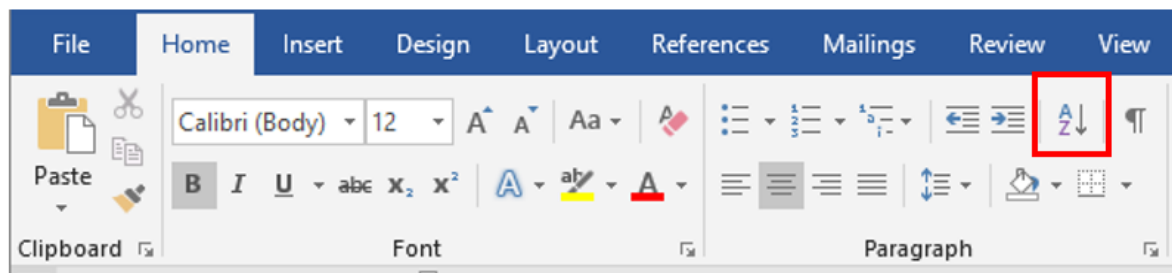 File Home Insert Design Layout References Mailings Review View
Calibri (Body) 12 A A Aa A
Paste B I U abc X₂ X² A ab A
Clipboard Font Paragraph